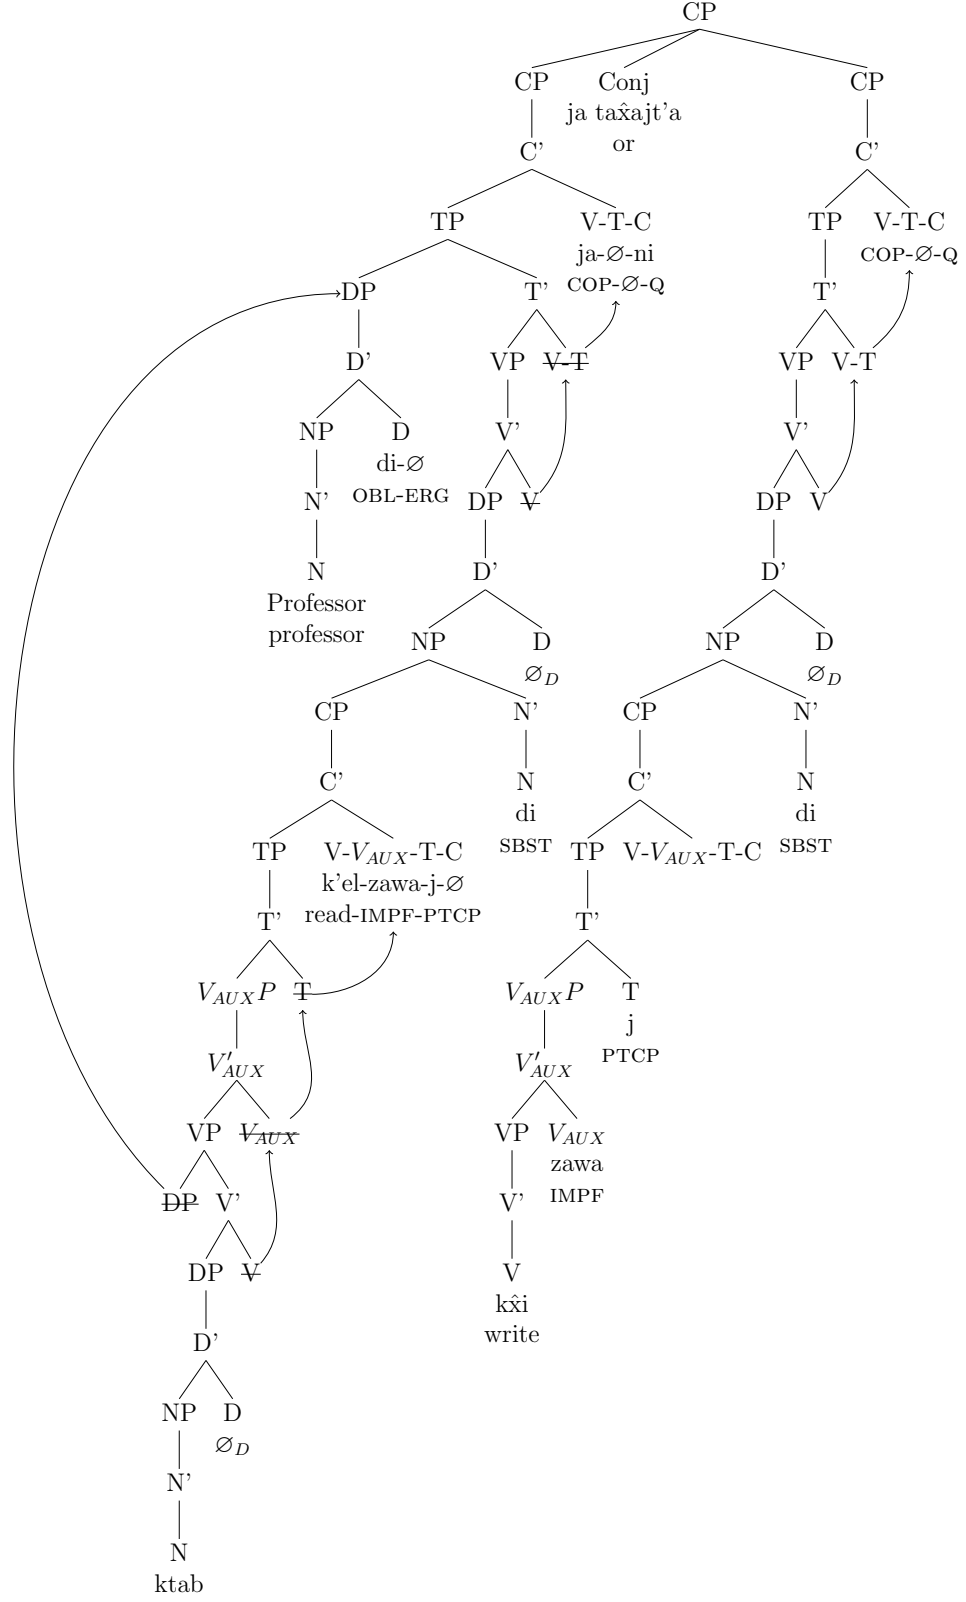 CP
CP Conj CP
ja tax̂ajt'a
or
C' C'
TP V-T-C TP V-T-C
ja-∅-ni COP-∅-Q
COP-∅-Q
DP T' T'
D' VP V-T VP V-T
NP D V' V'
di-∅
OBL-ERG
N' DP V DP V
N D' D'
Professor
professor
NP D NP D
∅D ∅D
CP N' CP N'
C' N C' N
di di
SBST SBST
TP V-VAUX-T-C TP V-VAUX-T-C
k'el-zawa-j-∅
read-IMPF-PTCP
T' T'
VAUXP T VAUXP T
j
PTCP
V'AUX V'AUX
VP VAUX VP VAUX
zawa
IMPF
DP V' V'
DP V V
kx̂i
write
D'
NP D
∅D
N'
N
ktab